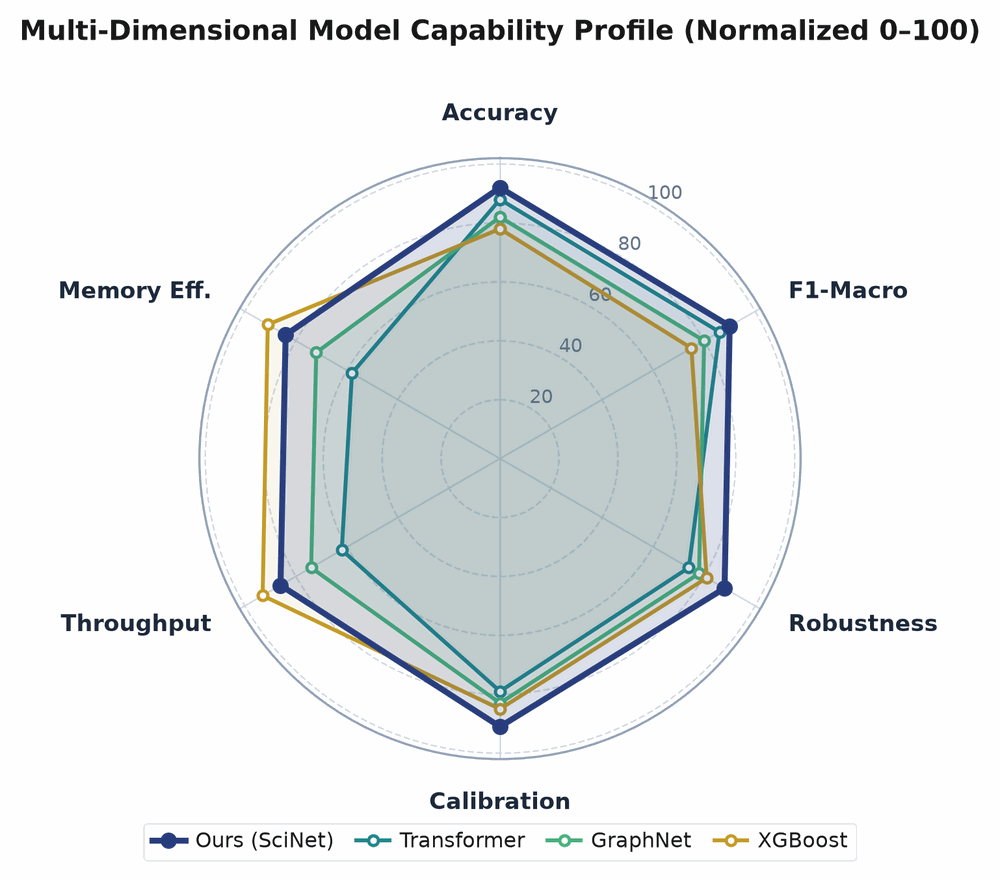 Multi-Dimensional Model Capability Profile (Normalized 0–100)
Accuracy
100
80
60
40
20
Memory Eff.
F1-Macro
Throughput
Robustness
Calibration
Ours (SciNet) Transformer GraphNet XGBoost